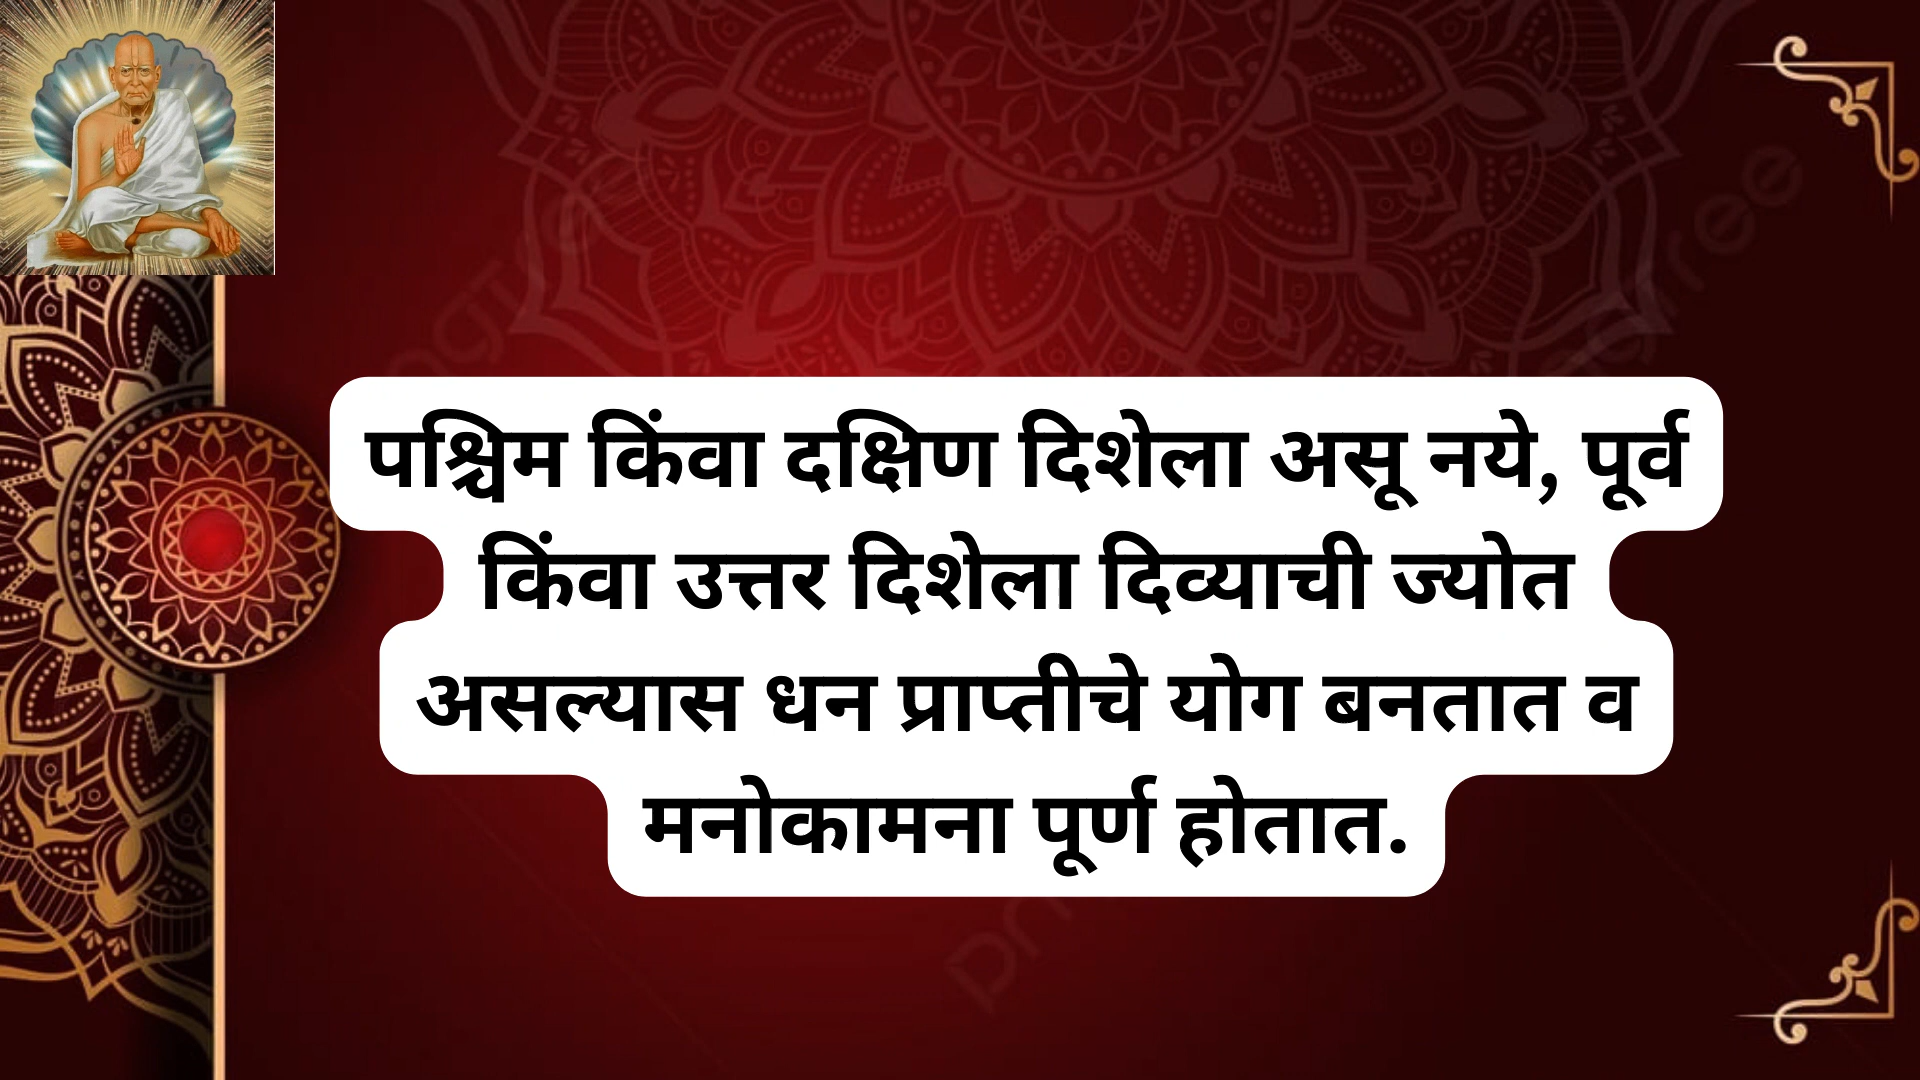 पश्चिम किंवा दक्षिण दिशेला असू नये, पूर्व
किंवा उत्तर दिशेला दिव्याची ज्योत
असल्यास धन प्राप्तीचे योग बनतात व
मनोकामना पूर्ण होतात.